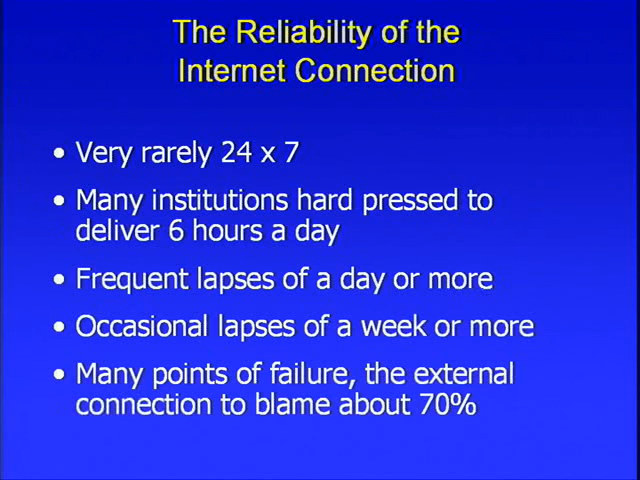 The Reliability of the
Internet Connection
• Very rarely 24 x 7
• Many institutions hard pressed to
deliver 6 hours a day
• Frequent lapses of a day or more
• Occasional lapses of a week or more
• Many points of failure, the external
connection to blame about 70%